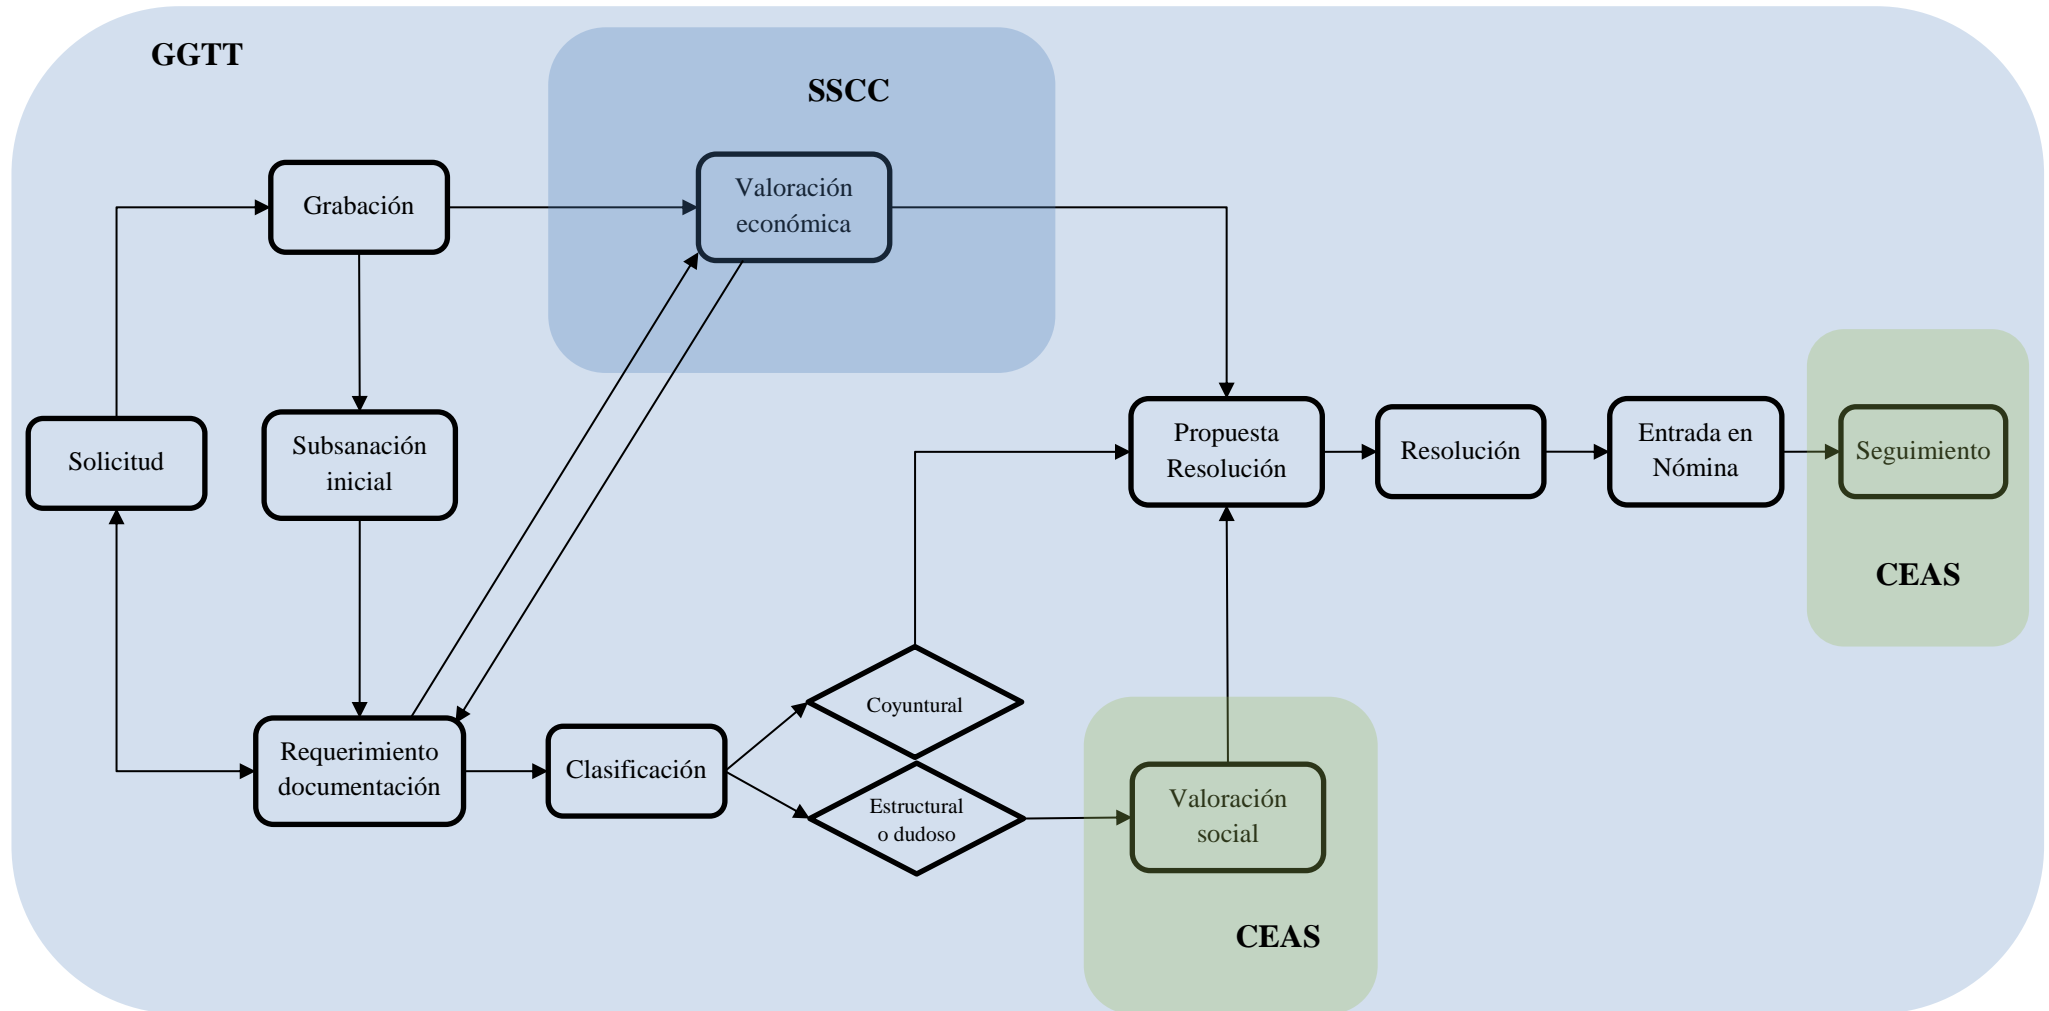 GGTT
SSCC
Grabación
Valoración
económica
Solicitud
Subsanación
inicial
Propuesta
Resolución
Resolución
Entrada en
Nómina
Seguimiento
CEAS
Requerimiento
documentación
Clasificación
Coyuntural
Estructural
o dudoso
Valoración
social
CEAS